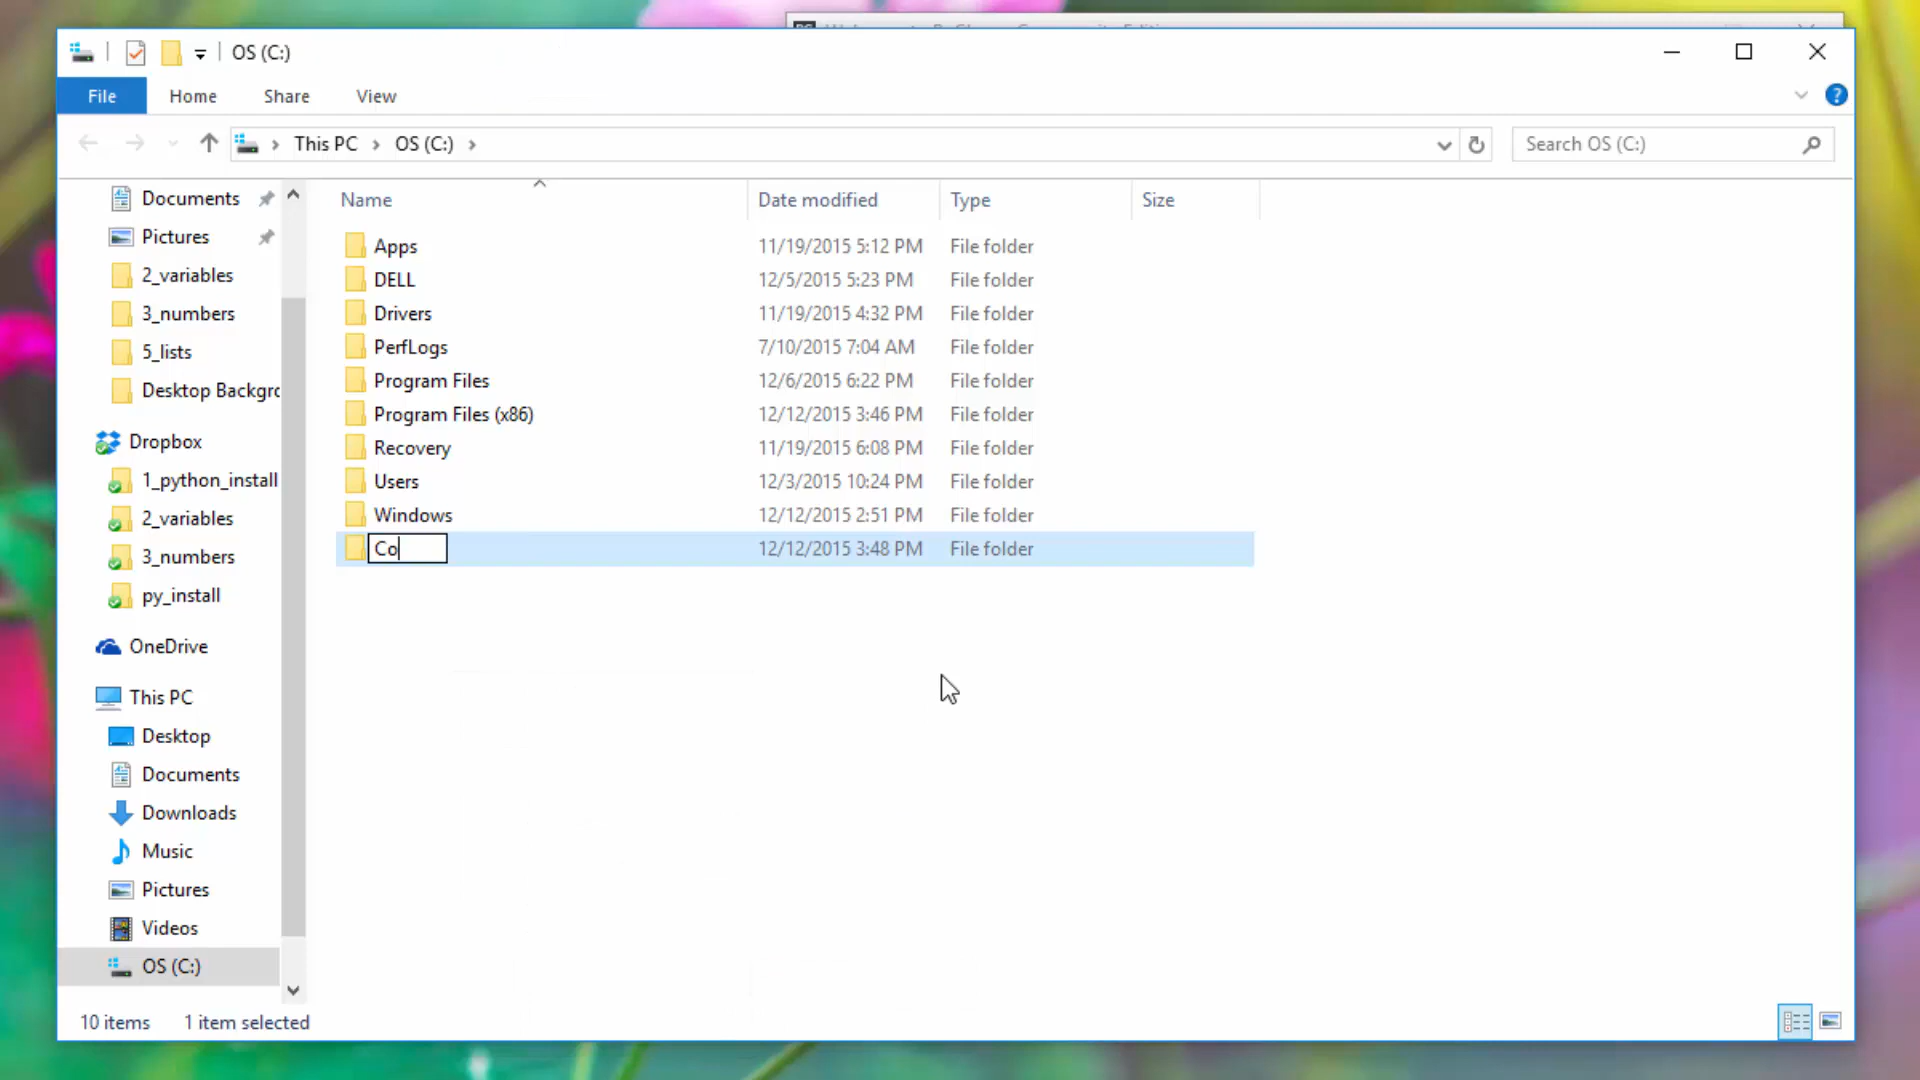 OS (C:)
File Home Share View
This PC OS (C:) Search OS (C:)
Name Date modified Type Size
Documents
Pictures
2_variables
3_numbers
5_lists
Desktop Backgrc
Dropbox
1_python_install
2_variables
3_numbers
py_install
OneDrive
This PC
Desktop
Documents
Downloads
Music
Pictures
Videos
OS (C:)
Apps 11/19/2015 5:12 PM File folder
DELL 12/5/2015 5:23 PM File folder
Drivers 11/19/2015 4:32 PM File folder
PerfLogs 7/10/2015 7:04 AM File folder
Program Files 12/6/2015 6:22 PM File folder
Program Files (x86) 12/12/2015 3:46 PM File folder
Recovery 11/19/2015 6:08 PM File folder
Users 12/3/2015 10:24 PM File folder
Windows 12/12/2015 2:51 PM File folder
Co 12/12/2015 3:48 PM File folder
10 items 1 item selected